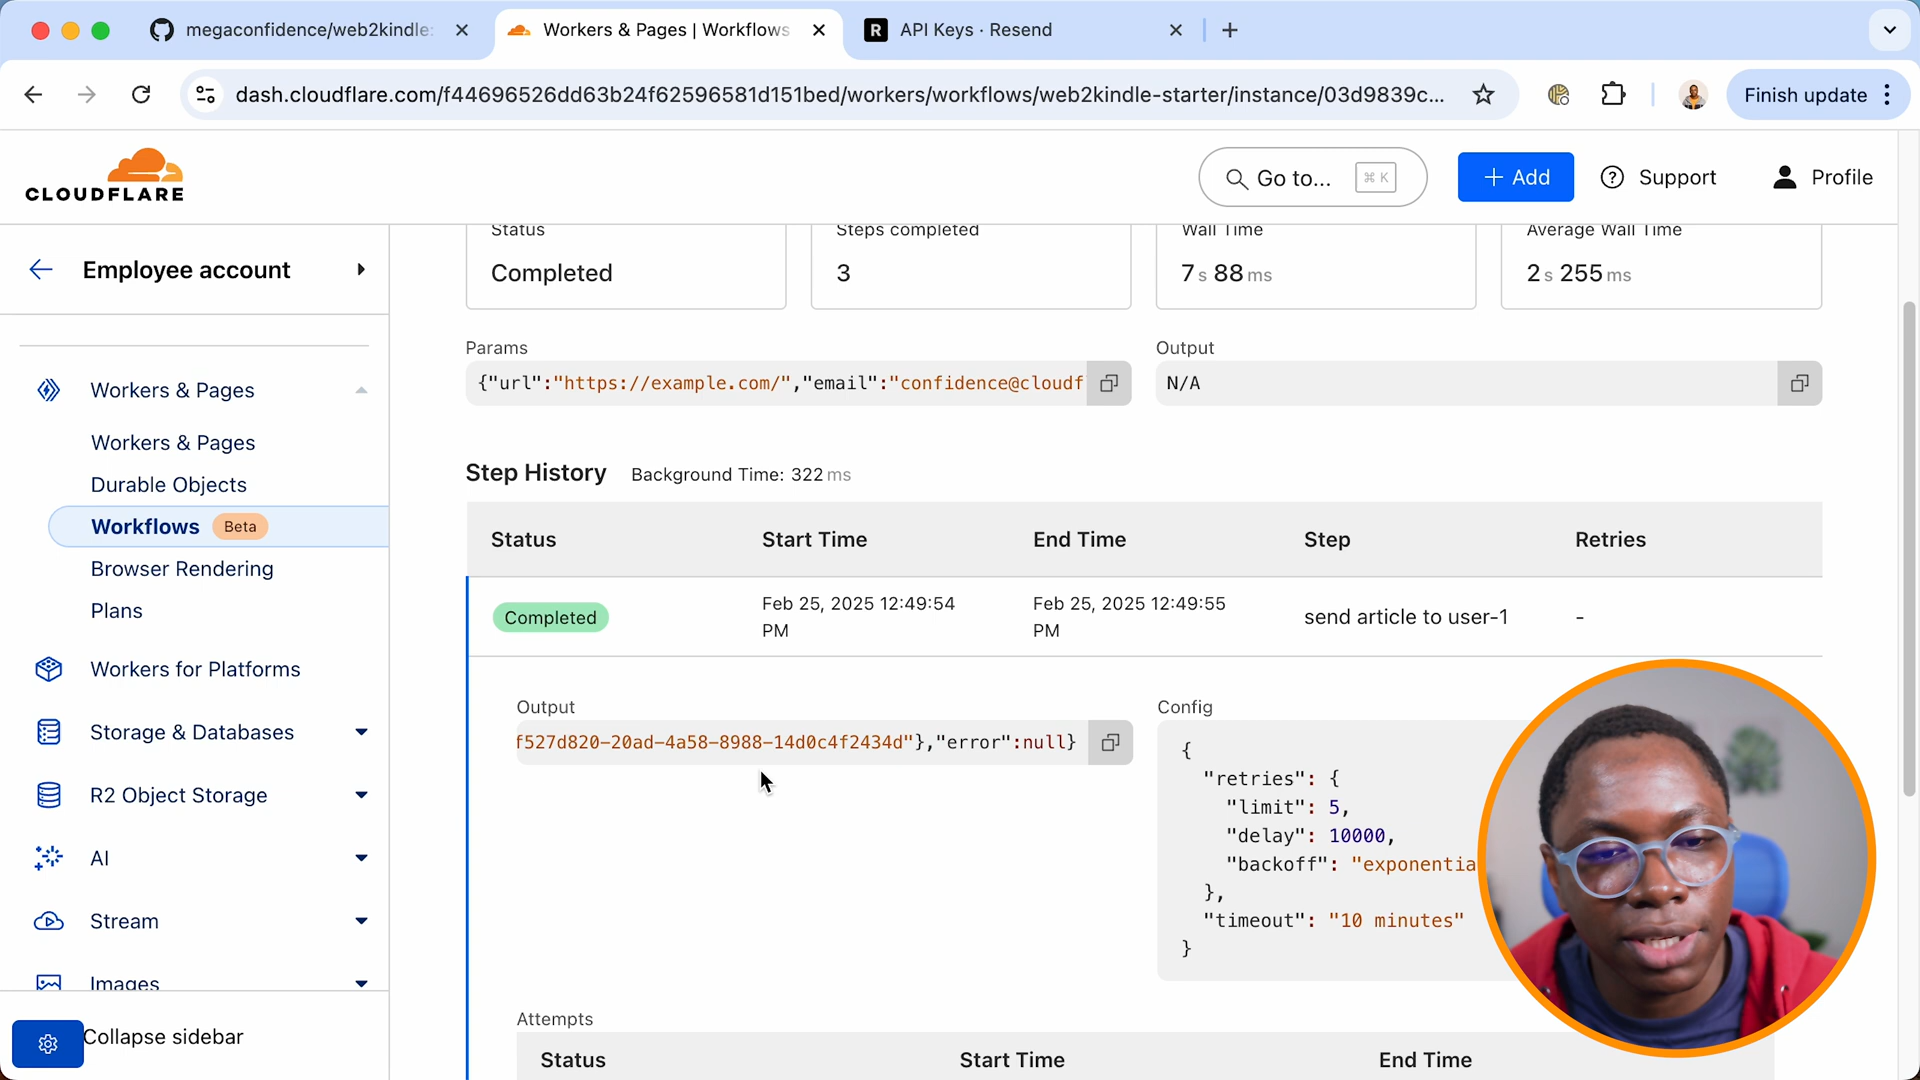 megaconfidence/web2kindle:
Workers & Pages | Workflows
R API Keys · Resend
dash.cloudflare.com/f44696526dd63b24f62596581d151bed/workers/workflows/web2kindle-starter/instance/03d9839c...
Finish update
CLOUDFLARE
Go to...
⌘ K
+ Add
Support
Profile
Employee account
Workers & Pages
Workers & Pages
Durable Objects
Workflows Beta
Browser Rendering
Plans
Workers for Platforms
Storage & Databases
R2 Object Storage
AI
Stream
Images
Collapse sidebar
Status
Completed
Steps completed
3
Wall Time
7 s 88 ms
Average Wall Time
2 s 255 ms
Params
{"url":"https://example.com/","email":"confidence@cloudf
Output
N/A
Step History Background Time: 322 ms
Status Start Time End Time Step Retries
Completed
Feb 25, 2025 12:49:54 PM
Feb 25, 2025 12:49:55 PM
send article to user-1
-
Output
f527d820-20ad-4a58-8988-14d0c4f2434d"},"error":null}
Config
{
"retries": {
"limit": 5,
"delay": 10000,
"backoff": "exponentia
},
"timeout": "10 minutes"
}
Attempts
Status Start Time End Time